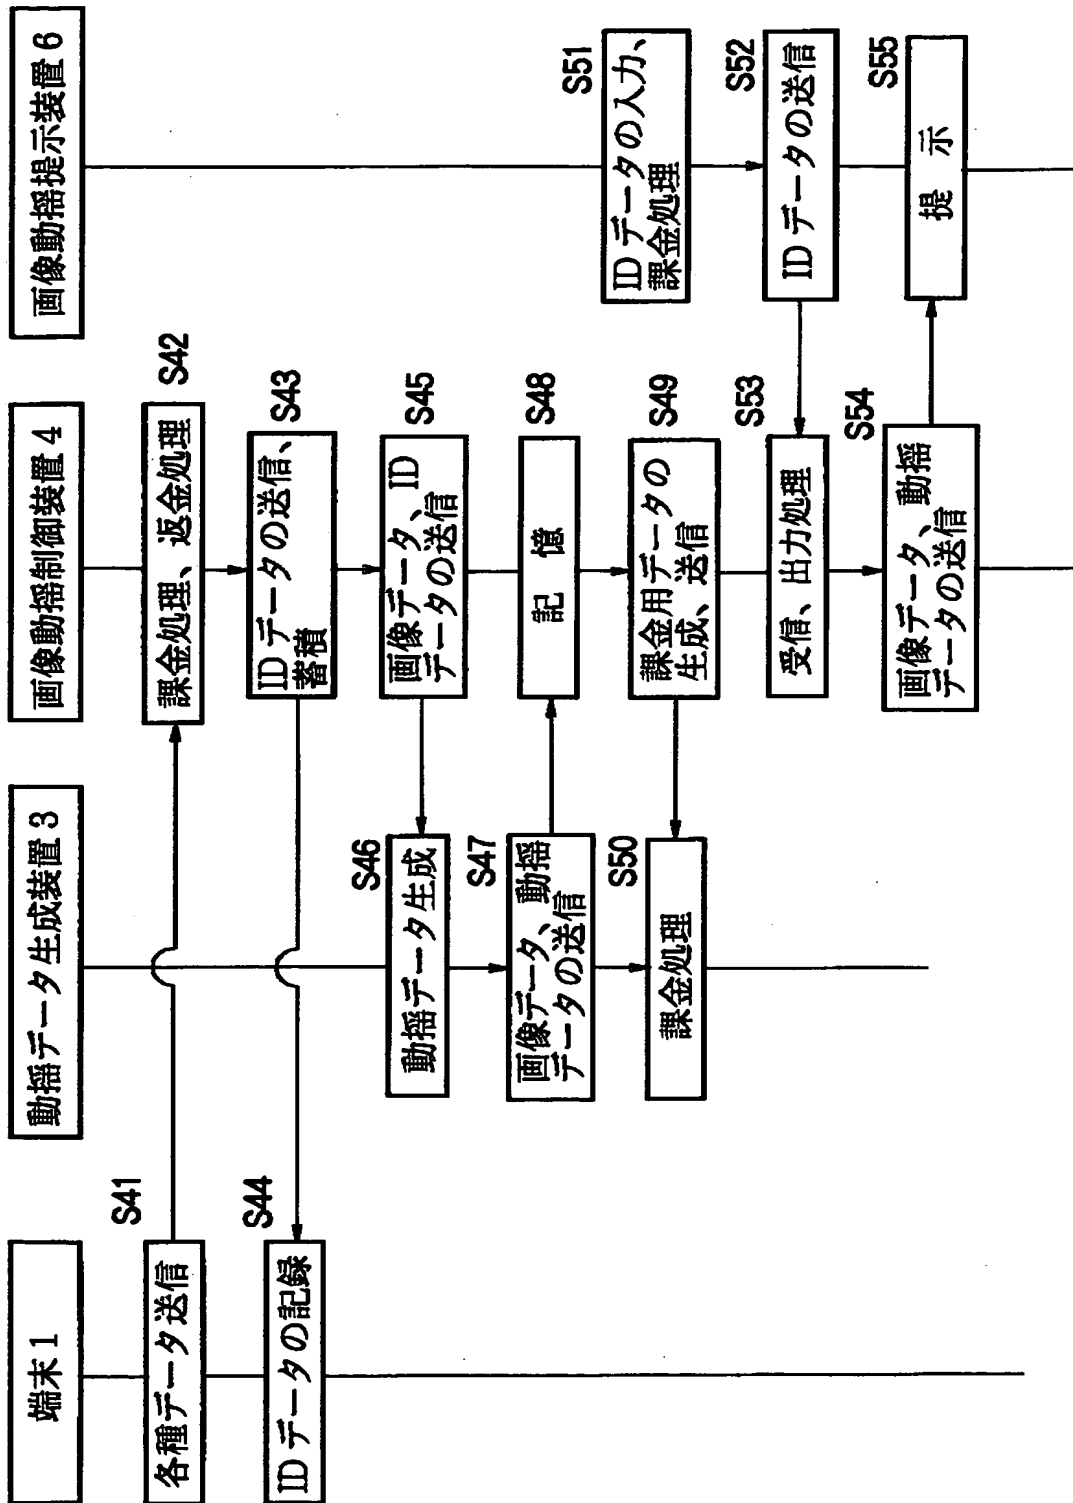 端末 1
動揺データ生成装置 3
画像動揺制御装置 4
画像動揺提示装置 6
S41
各種データ送信
S42
課金処理、返金処理
S43
IDデータの送信、
蓄積
S44
IDデータの記録
S45
画像データ、ID
データの送信
S46
動揺データ生成
S47
画像データ、動揺
データの送信
S48
記 憶
S49
課金用データの
生成、送信
S50
課金処理
S51
IDデータの入力、
課金処理
S52
IDデータの送信
S53
受信、出力処理
S54
画像データ、動揺
データの送信
S55
提 示